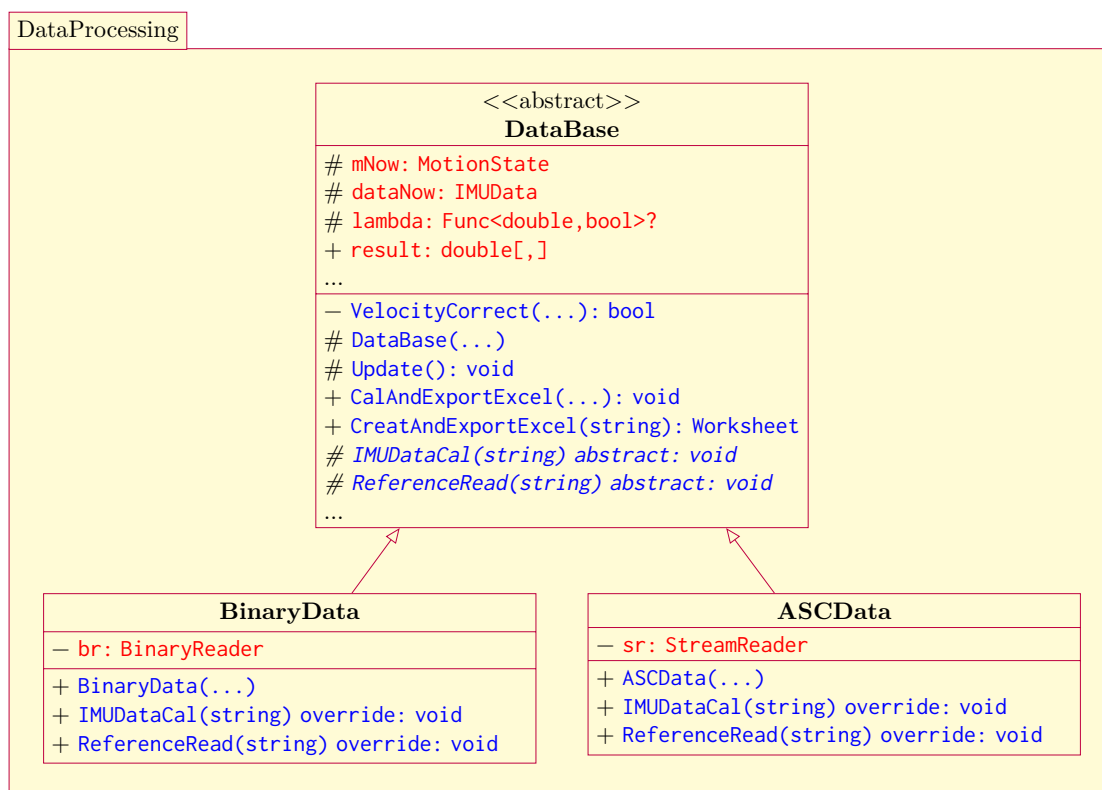 DataProcessing
<<abstract>>
DataBase
# mNow: MotionState
# dataNow: IMUData
# lambda: Func<double,bool>?
+ result: double[,]
...
− VelocityCorrect(...): bool
# DataBase(...)
# Update(): void
+ CalAndExportExcel(...): void
+ CreatAndExportExcel(string): Worksheet
# IMUDataCal(string) abstract: void
# ReferenceRead(string) abstract: void
...
BinaryData
− br: BinaryReader
+ BinaryData(...)
+ IMUDataCal(string) override: void
+ ReferenceRead(string) override: void
ASCData
− sr: StreamReader
+ ASCData(...)
+ IMUDataCal(string) override: void
+ ReferenceRead(string) override: void